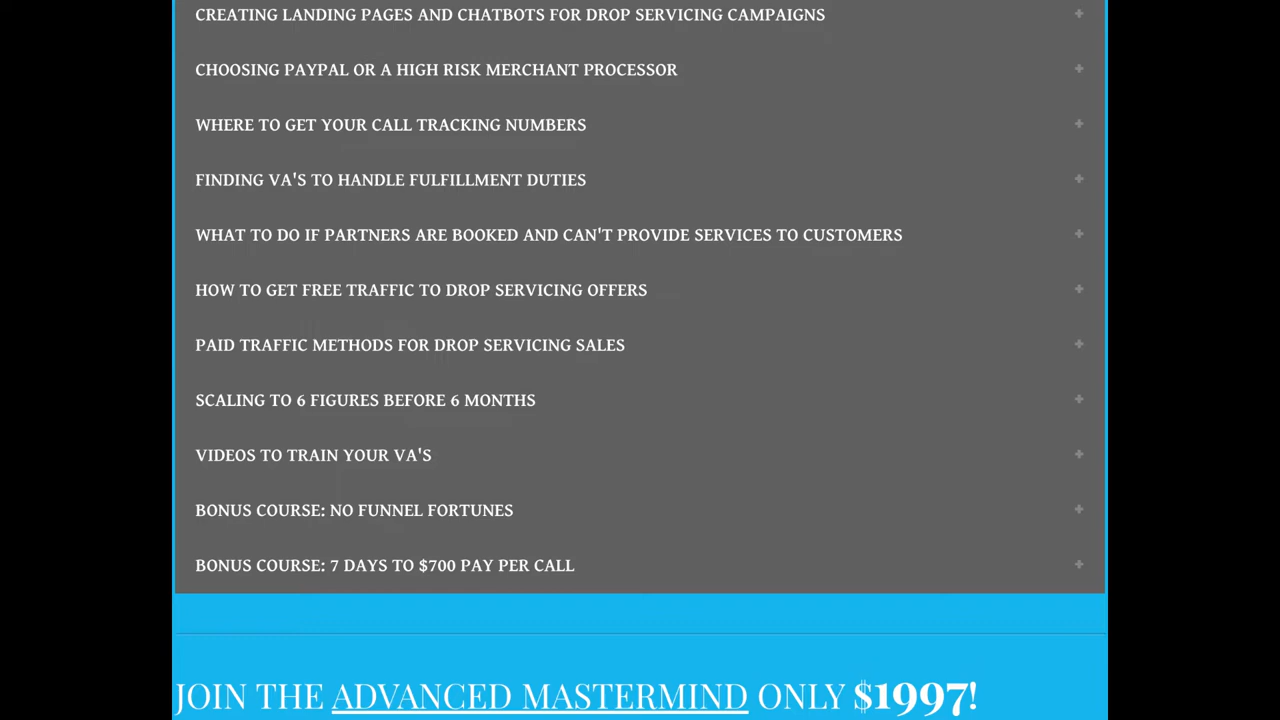 CREATING LANDING PAGES AND CHATBOTS FOR DROP SERVICING CAMPAIGNS +
CHOOSING PAYPAL OR A HIGH RISK MERCHANT PROCESSOR +
WHERE TO GET YOUR CALL TRACKING NUMBERS +
FINDING VA'S TO HANDLE FULFILLMENT DUTIES +
WHAT TO DO IF PARTNERS ARE BOOKED AND CAN'T PROVIDE SERVICES TO CUSTOMERS +
HOW TO GET FREE TRAFFIC TO DROP SERVICING OFFERS +
PAID TRAFFIC METHODS FOR DROP SERVICING SALES +
SCALING TO 6 FIGURES BEFORE 6 MONTHS +
VIDEOS TO TRAIN YOUR VA'S +
BONUS COURSE: NO FUNNEL FORTUNES +
BONUS COURSE: 7 DAYS TO $700 PAY PER CALL +
JOIN THE ADVANCED MASTERMIND ONLY $1997!